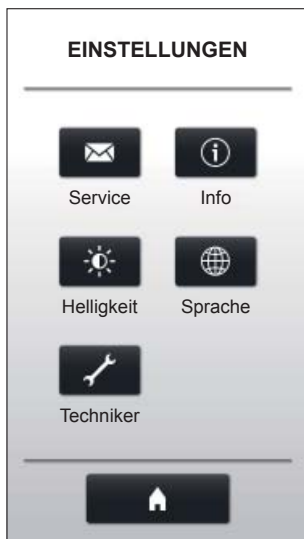 EINSTELLUNGEN
Service Info
Helligkeit Sprache
Techniker